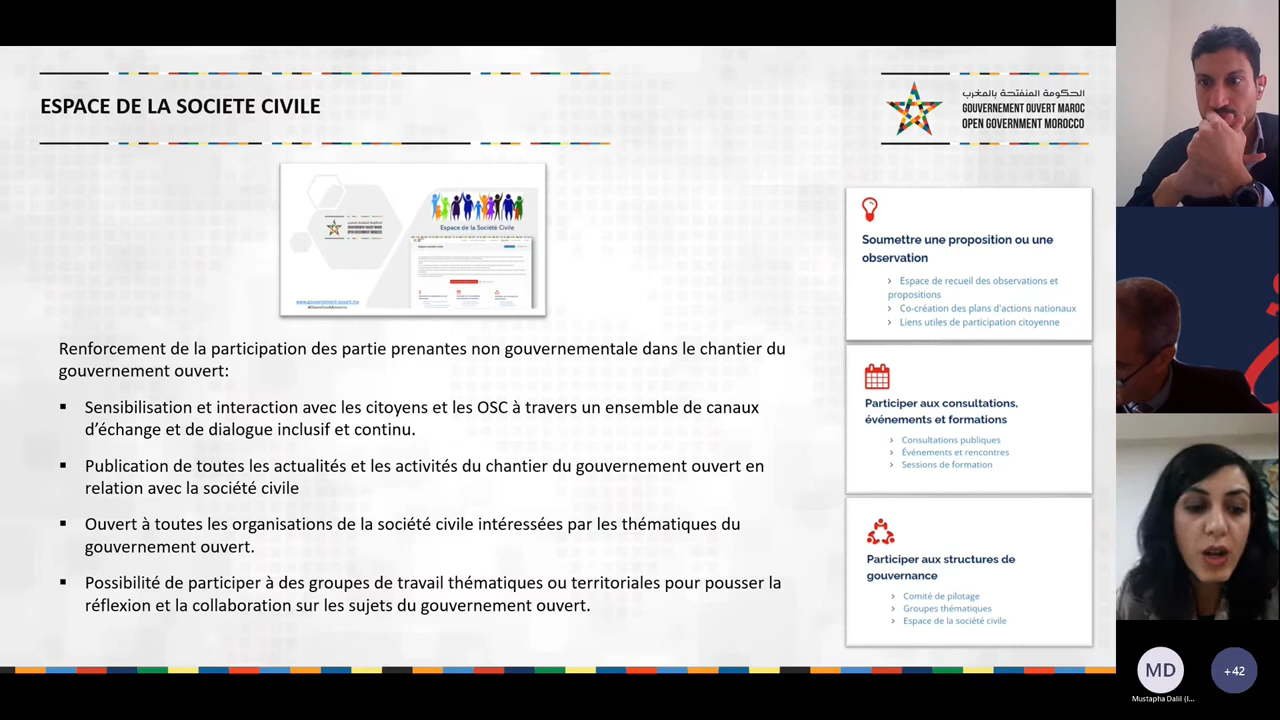 ESPACE DE LA SOCIETE CIVILE
الحكومة المنفتحة بالمغرب
GOUVERNEMENT OUVERT MAROC
OPEN GOVERNMENT MOROCCO
Espace de la Société Civile
www.gouvernement-ouvert.ma
Renforcement de la participation des partie prenantes non gouvernementale dans le chantier du
gouvernement ouvert:
Sensibilisation et interaction avec les citoyens et les OSC à travers un ensemble de canaux
d’échange et de dialogue inclusif et continu.
Publication de toutes les actualités et les activités du chantier du gouvernement ouvert en
relation avec la société civile
Ouvert à toutes les organisations de la société civile intéressées par les thématiques du
gouvernement ouvert.
Possibilité de participer à des groupes de travail thématiques ou territoriales pour pousser la
réflexion et la collaboration sur les sujets du gouvernement ouvert.
Soumettre une proposition ou une
observation
Espace de recueil des observations et
propositions
Co-création des plans d'actions nationaux
Liens utiles de participation citoyenne
Participer aux consultations,
événements et formations
Consultations publiques
Événements et rencontres
Sessions de formation
Participer aux structures de
gouvernance
Comité de pilotage
Groupes thématiques
Espace de la société civile
MD
+42
Mustapha Dalil (I...